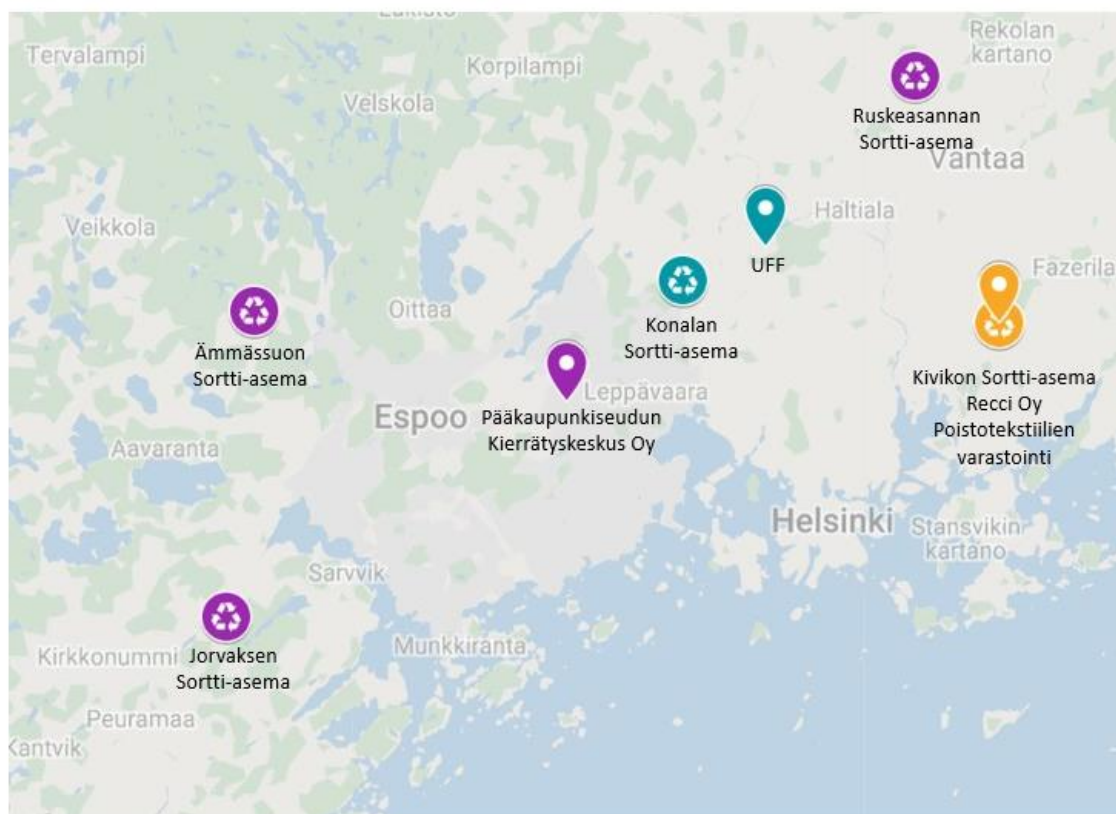 Tervalampi
Korpilampi
Rekolan
kartano
Velskola
Ruskeasannan
Sortti-asema
Vantaa
Haltiala
Veikkola
UFF
Fazerila
Oittaa
Konalan
Sortti-asema
Ämmässuon
Sortti-asema
Leppävaara
Kivikon Sortti-asema
Recci Oy
Poistotekstiilien
varastointi
Espoo
Pääkaupunkiseudun
Kierrätyskeskus Oy
Aavaranta
Helsinki
Stansvikin
kartano
Sarvvik
Munkkiranta
Kirkkonummi
Jorvaksen
Sortti-asema
Peuramaa
Kantvik